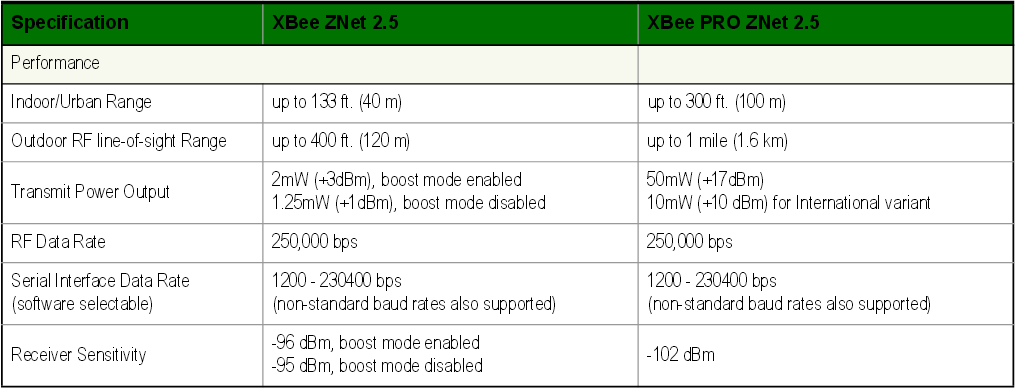 Specification XBee ZNet 2.5 XBee PRO ZNet 2.5
Performance
Indoor/Urban Range up to 133 ft. (40 m) up to 300 ft. (100 m)
Outdoor RF line-of-sight Range up to 400 ft. (120 m) up to 1 mile (1.6 km)
Transmit Power Output 2mW (+3dBm), boost mode enabled 50mW (+17dBm)
1.25mW (+1dBm), boost mode disabled 10mW (+10 dBm) for International variant
RF Data Rate 250,000 bps 250,000 bps
Serial Interface Data Rate 1200 - 230400 bps 1200 - 230400 bps
(software selectable) (non-standard baud rates also supported) (non-standard baud rates also supported)
Receiver Sensitivity -96 dBm, boost mode enabled -102 dBm
-95 dBm, boost mode disabled